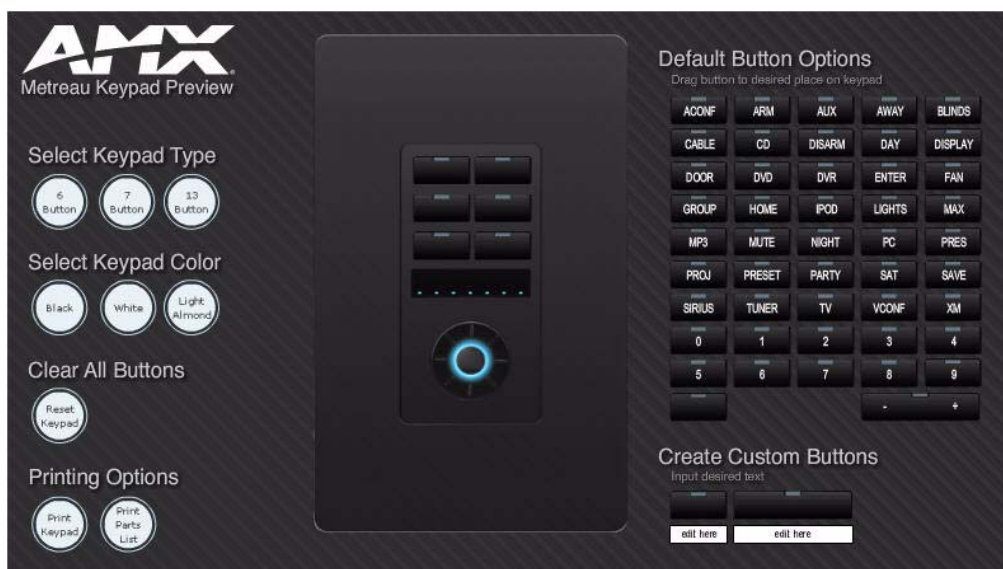 AMX
Metreau Keypad Preview
Select Keypad Type
6 Button
7 Button
13 Button
Select Keypad Color
Black
White
Light Almond
Clear All Buttons
Reset Keypad
Printing Options
Print Keypad
Print Parts List
Default Button Options
Drag button to desired place on keypad
ACONF ARM AUX AWAY BLINDS
CABLE CD DISARM DAY DISPLAY
DOOR DVD DVR ENTER FAN
GROUP HOME IPOD LIGHTS MAX
MP3 MUTE NIGHT PC PRES
PROJ PRESET PARTY SAT SAVE
SIRIUS TUNER TV VCONF XM
0 1 2 3 4
5 6 7 8 9
- +
Create Custom Buttons
Input desired text
edit here edit here